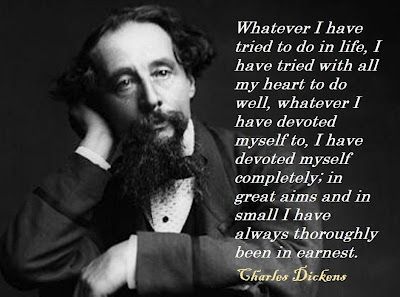 Whatever I have
tried to do in life, I
have tried with all
my heart to do
well, whatever I
have devoted
myself to, I have
devoted myself
completely; in
great aims and in
small I have
always thoroughly
been in earnest.
Charles Dickens